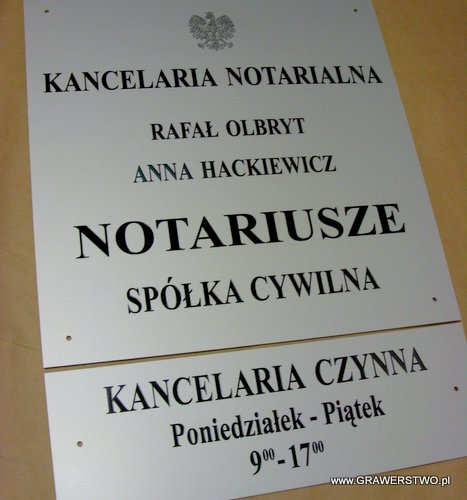 KANCELARIA NOTARIALNA
RAFAŁ OLBRYT
ANNA HACKIEWICZ
NOTARIUSZE
SPÓŁKA CYWILNA
KANCELARIA CZYNNA
Poniedziałek - Piątek
9⁰⁰-17⁰⁰
www.GRAWERSTWO.pl